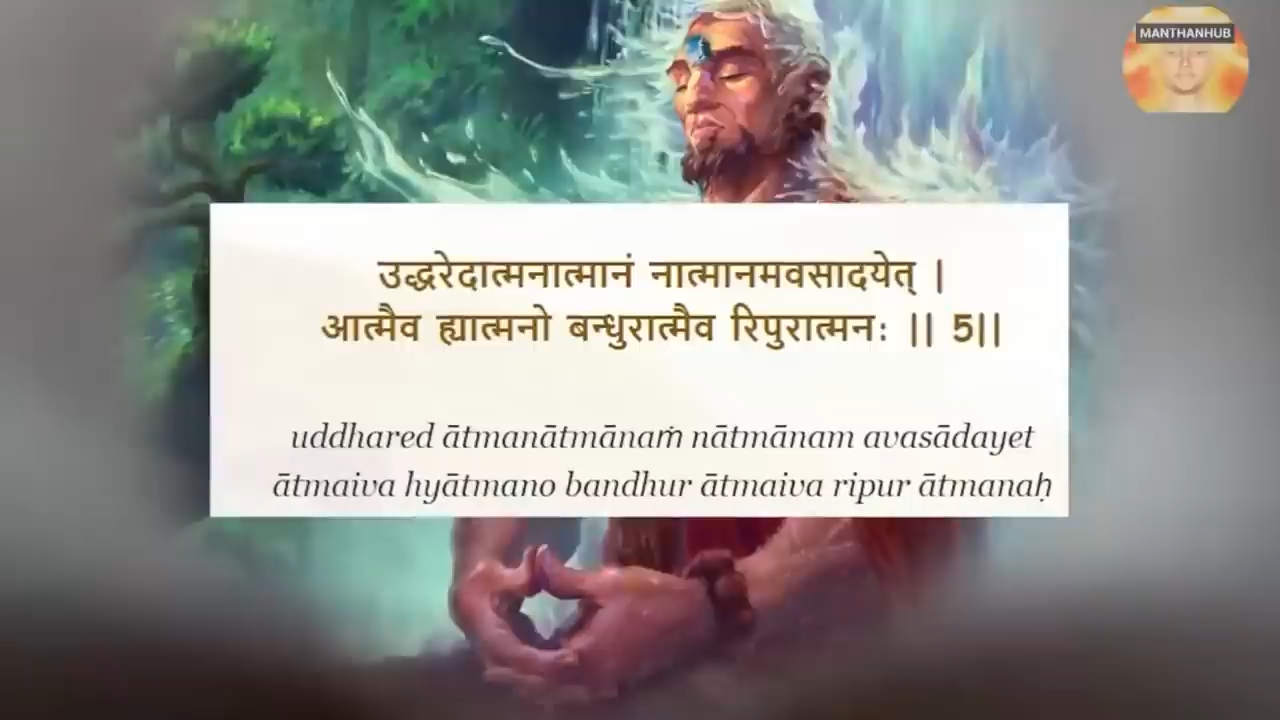 MANTHANHUB
उद्धरेदात्मनात्मानं नात्मानमवसादयेत् |
आत्मैव ह्यात्मनो बन्धुरात्मैव रिपुरात्मनः || 5||
uddhared ātmanātmānaṁ nātmānam avasādayet
ātmaiva hyātmano bandhur ātmaiva ripur ātmanaḥ